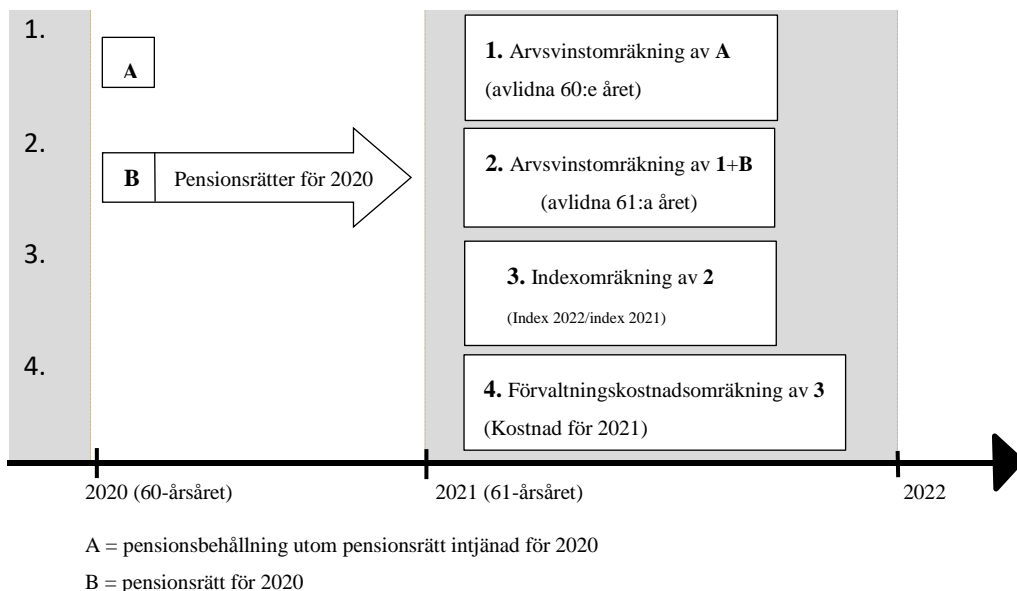 1.
A
1. Arvsvinstomräkning av A
(avlidna 60:e året)
2.
B Pensionsrätter för 2020
2. Arvsvinstomräkning av 1+B
(avlidna 61:a året)
3.
3. Indexomräkning av 2
(Index 2022/index 2021)
4.
4. Förvaltningskostnadsomräkning av 3
(Kostnad för 2021)
2020 (60-årsåret) 2021 (61-årsåret) 2022
A = pensionsbehållning utom pensionsrätt intjänad för 2020
B = pensionsrätt för 2020